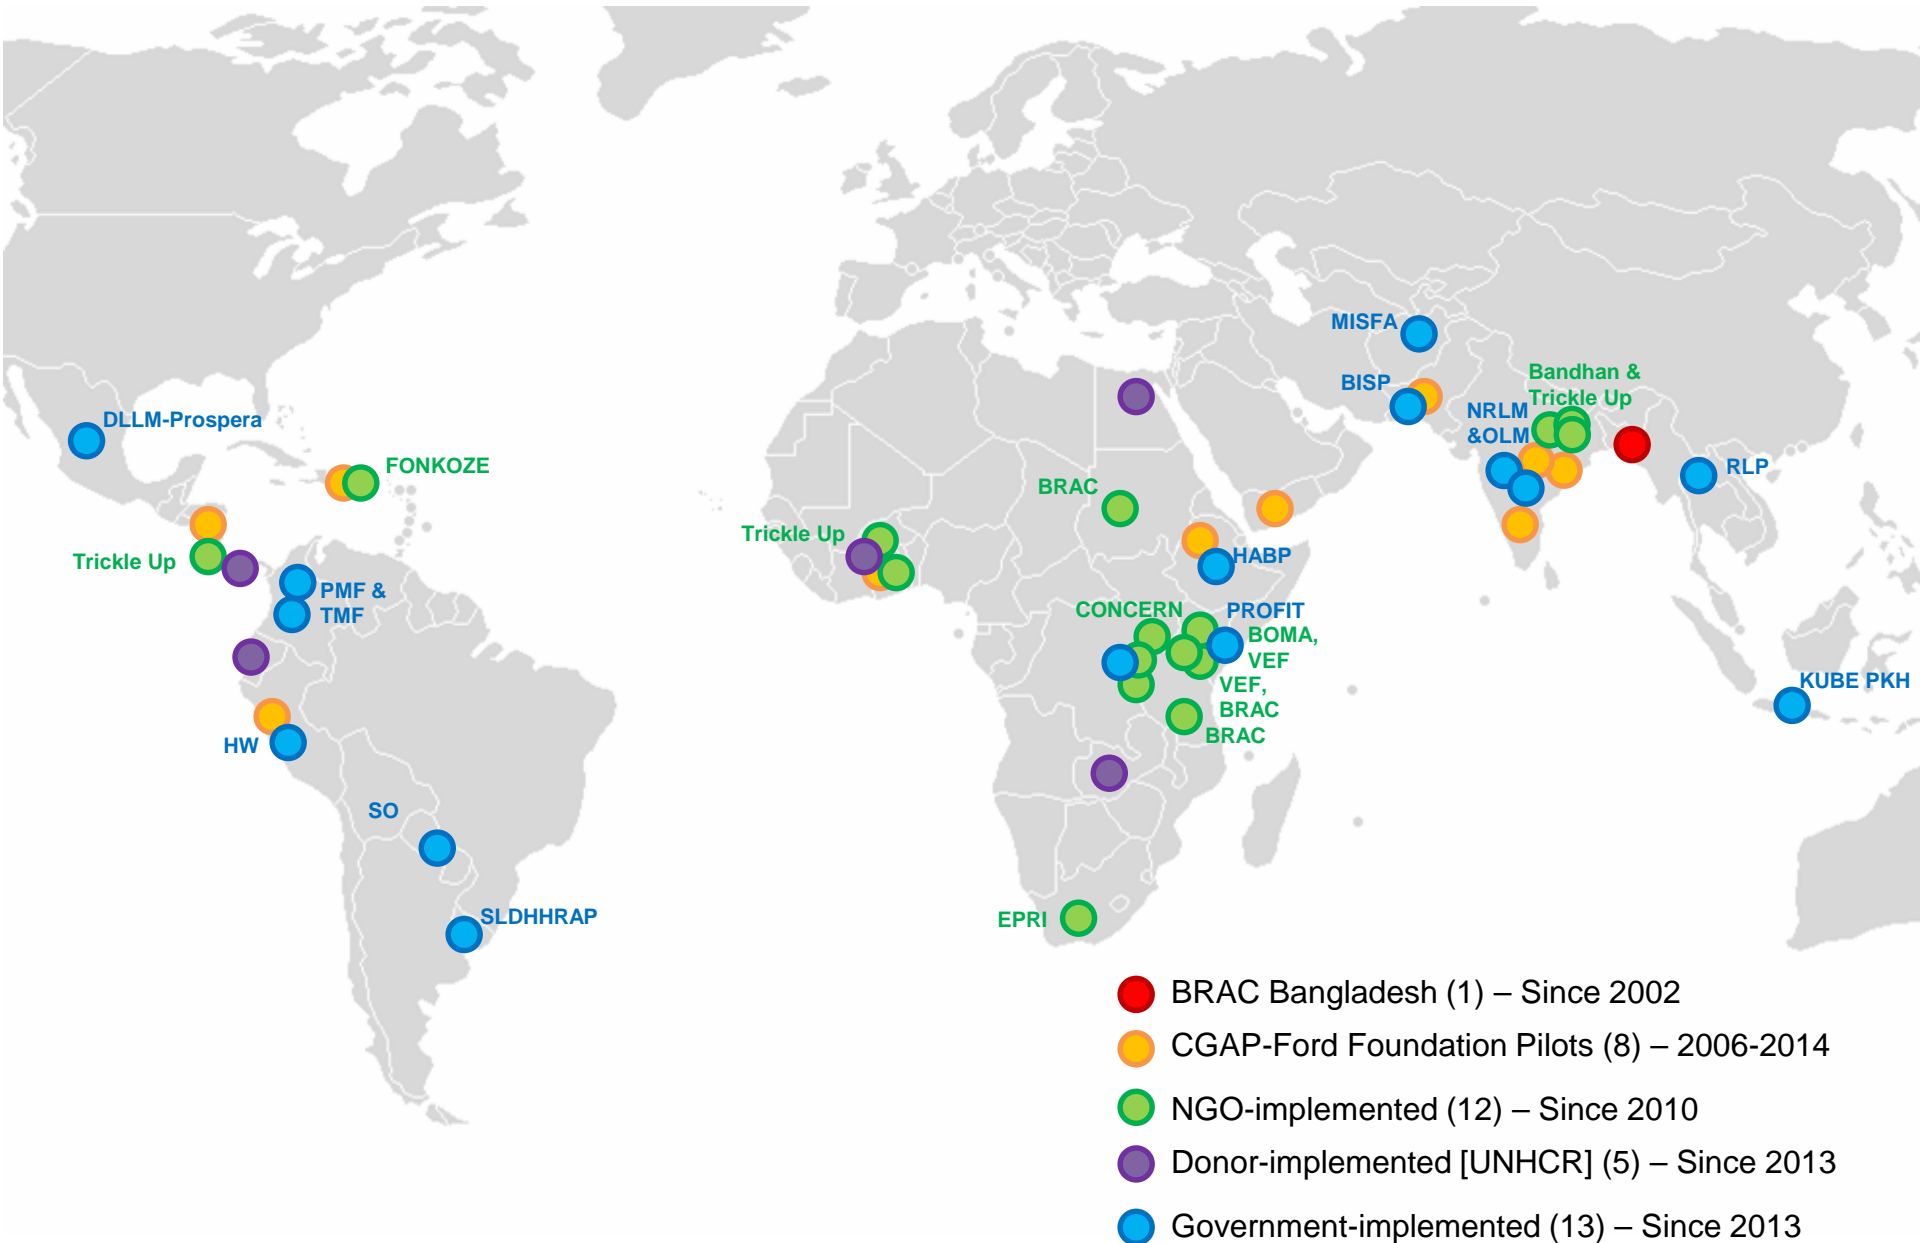 MISFA
BISP
Bandhan &
Trickle Up
NRLM
&OLM
DLLM-Prospera
FONKOZE
RLP
BRAC
Trickle Up
HABP
Trickle Up
PMF &
TMF
CONCERN
PROFIT
BOMA,
VEF
VEF,
BRAC
BRAC
KUBE PKH
HW
SO
SLDHHRAP
EPRI
BRAC Bangladesh (1) – Since 2002
CGAP-Ford Foundation Pilots (8) – 2006-2014
NGO-implemented (12) – Since 2010
Donor-implemented [UNHCR] (5) – Since 2013
Government-implemented (13) – Since 2013